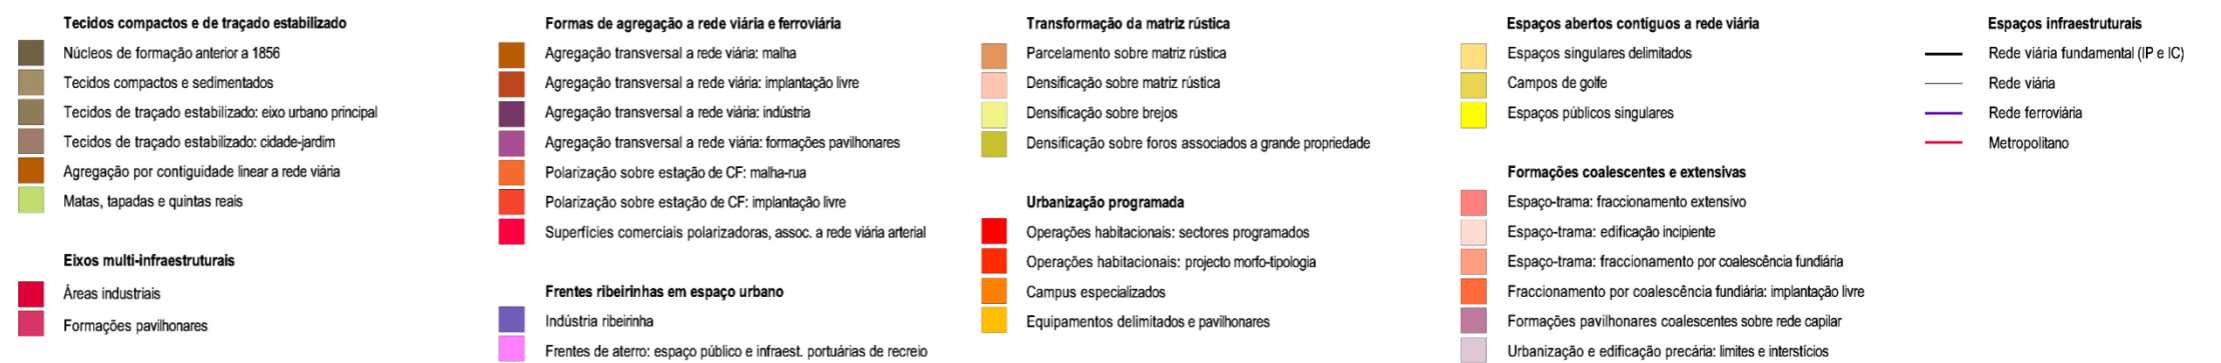 Tecidos compactos e de traçado estabilizado
Núcleos de formação anterior a 1856
Tecidos compactos e sedimentados
Tecidos de traçado estabilizado: eixo urbano principal
Tecidos de traçado estabilizado: cidade-jardim
Agregação por contiguidade linear a rede viária
Matas, tapadas e quintas reais
Eixos multi-infraestruturais
Áreas industriais
Formações pavilhonares
Formas de agregação a rede viária e ferroviária
Agregação transversal a rede viária: malha
Agregação transversal a rede viária: implantação livre
Agregação transversal a rede viária: indústria
Agregação transversal a rede viária: formações pavilhonares
Polarização sobre estação de CF: malha-rua
Polarização sobre estação de CF: implantação livre
Superfícies comerciais polarizadoras, assoc. a rede viária arterial
Frentes ribeirinhas em espaço urbano
Indústria ribeirinha
Frentes de aterro: espaço público e infraest. portuárias de recreio
Transformação da matriz rústica
Parcelamento sobre matriz rústica
Densificação sobre matriz rústica
Densificação sobre brejos
Densificação sobre foros associados a grande propriedade
Urbanização programada
Operações habitacionais: sectores programados
Operações habitacionais: projecto morfo-tipologia
Campus especializados
Equipamentos delimitados e pavilhonares
Espaços abertos contíguos a rede viária
Espaços singulares delimitados
Campos de golfe
Espaços públicos singulares
Formações coalescentes e extensivas
Espaço-trama: fraccionamento extensivo
Espaço-trama: edificação incipiente
Espaço-trama: fraccionamento por coalescência fundiária
Fraccionamento por coalescência fundiária: implantação livre
Formações pavilhonares coalescentes sobre rede capilar
Urbanização e edificação precária: limites e interstícios
Espaços infraestruturais
Rede viária fundamental (IP e IC)
Rede viária
Rede ferroviária
Metropolitano